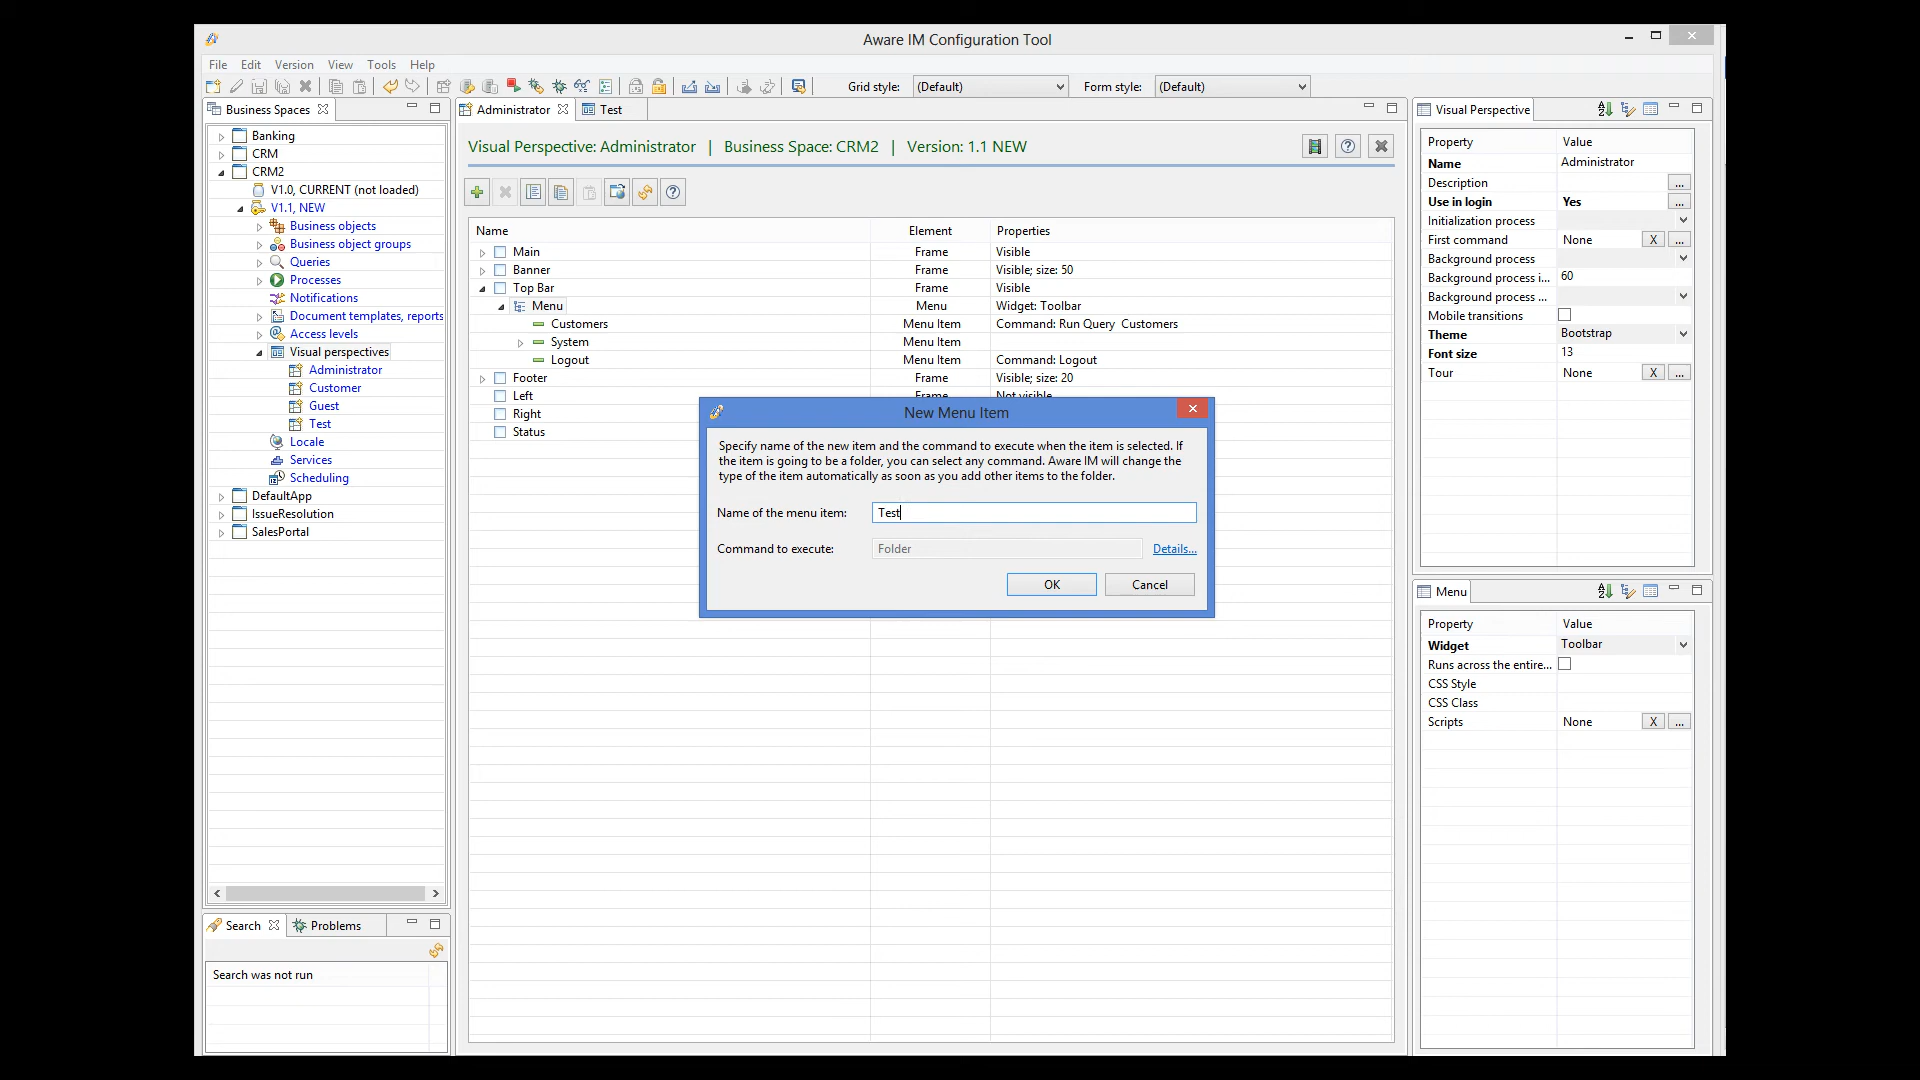 Aware IM Configuration Tool
File Edit Version View Tools Help
Grid style: (Default) Form style: (Default)
Business Spaces
Banking
CRM
CRM2
V1.0, CURRENT (not loaded)
V1.1, NEW
Business objects
Business object groups
Queries
Processes
Notifications
Document templates, reports
Access levels
Visual perspectives
Administrator
Customer
Guest
Test
Locale
Services
Scheduling
DefaultApp
IssueResolution
SalesPortal
Search Problems
Search was not run
Administrator Test
Visual Perspective: Administrator | Business Space: CRM2 | Version: 1.1 NEW
Name Element Properties
Main Frame Visible
Banner Frame Visible; size: 50
Top Bar Frame Visible
Menu Menu Widget: Toolbar
Customers Menu Item Command: Run Query Customers
System Menu Item
Logout Menu Item Command: Logout
Footer Frame Visible; size: 20
Left Frame Not visible
Right
Status
New Menu Item
Specify name of the new item and the command to execute when the item is selected. If
the item is going to be a folder, you can select any command. Aware IM will change the
type of the item automatically as soon as you add other items to the folder.
Name of the menu item: Test
Command to execute: Folder Details...
OK Cancel
Visual Perspective
Property Value
Name Administrator
Description ...
Use in login Yes ...
Initialization process
First command None X ...
Background process
Background process i... 60
Background process ...
Mobile transitions
Theme Bootstrap
Font size 13
Tour None X ...
Menu
Property Value
Widget Toolbar
Runs across the entire...
CSS Style
CSS Class
Scripts None X ...